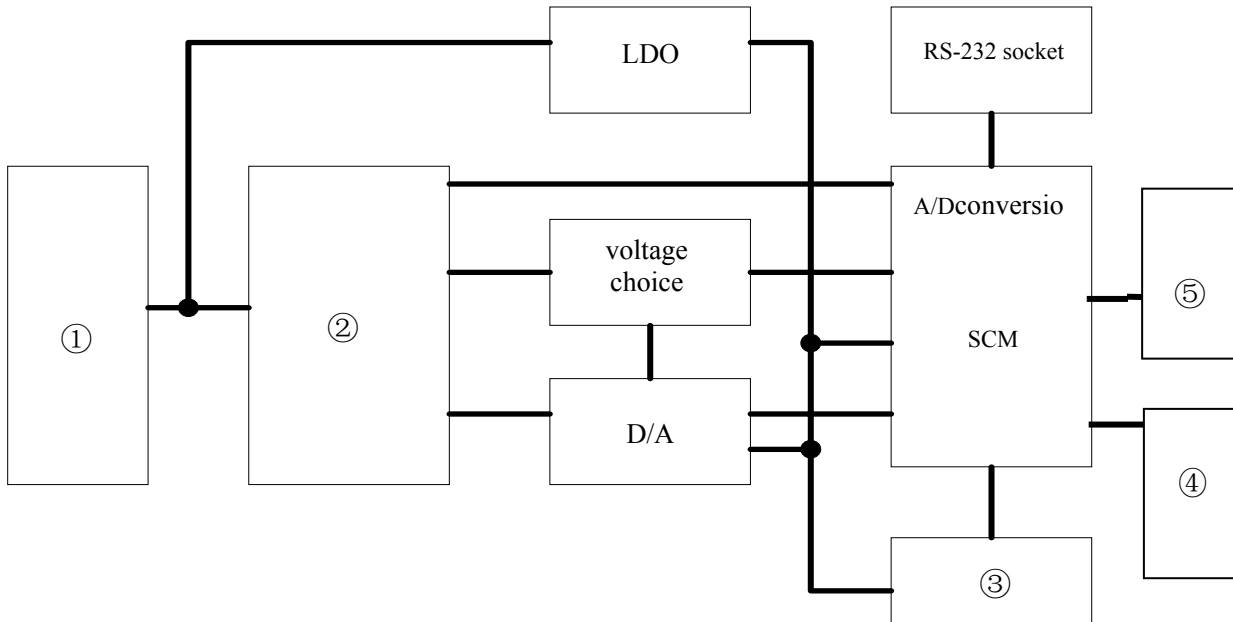 LDO
RS-232 socket
A/Dconversio
voltage
choice
①
②
SCM
⑤
D/A
④
③